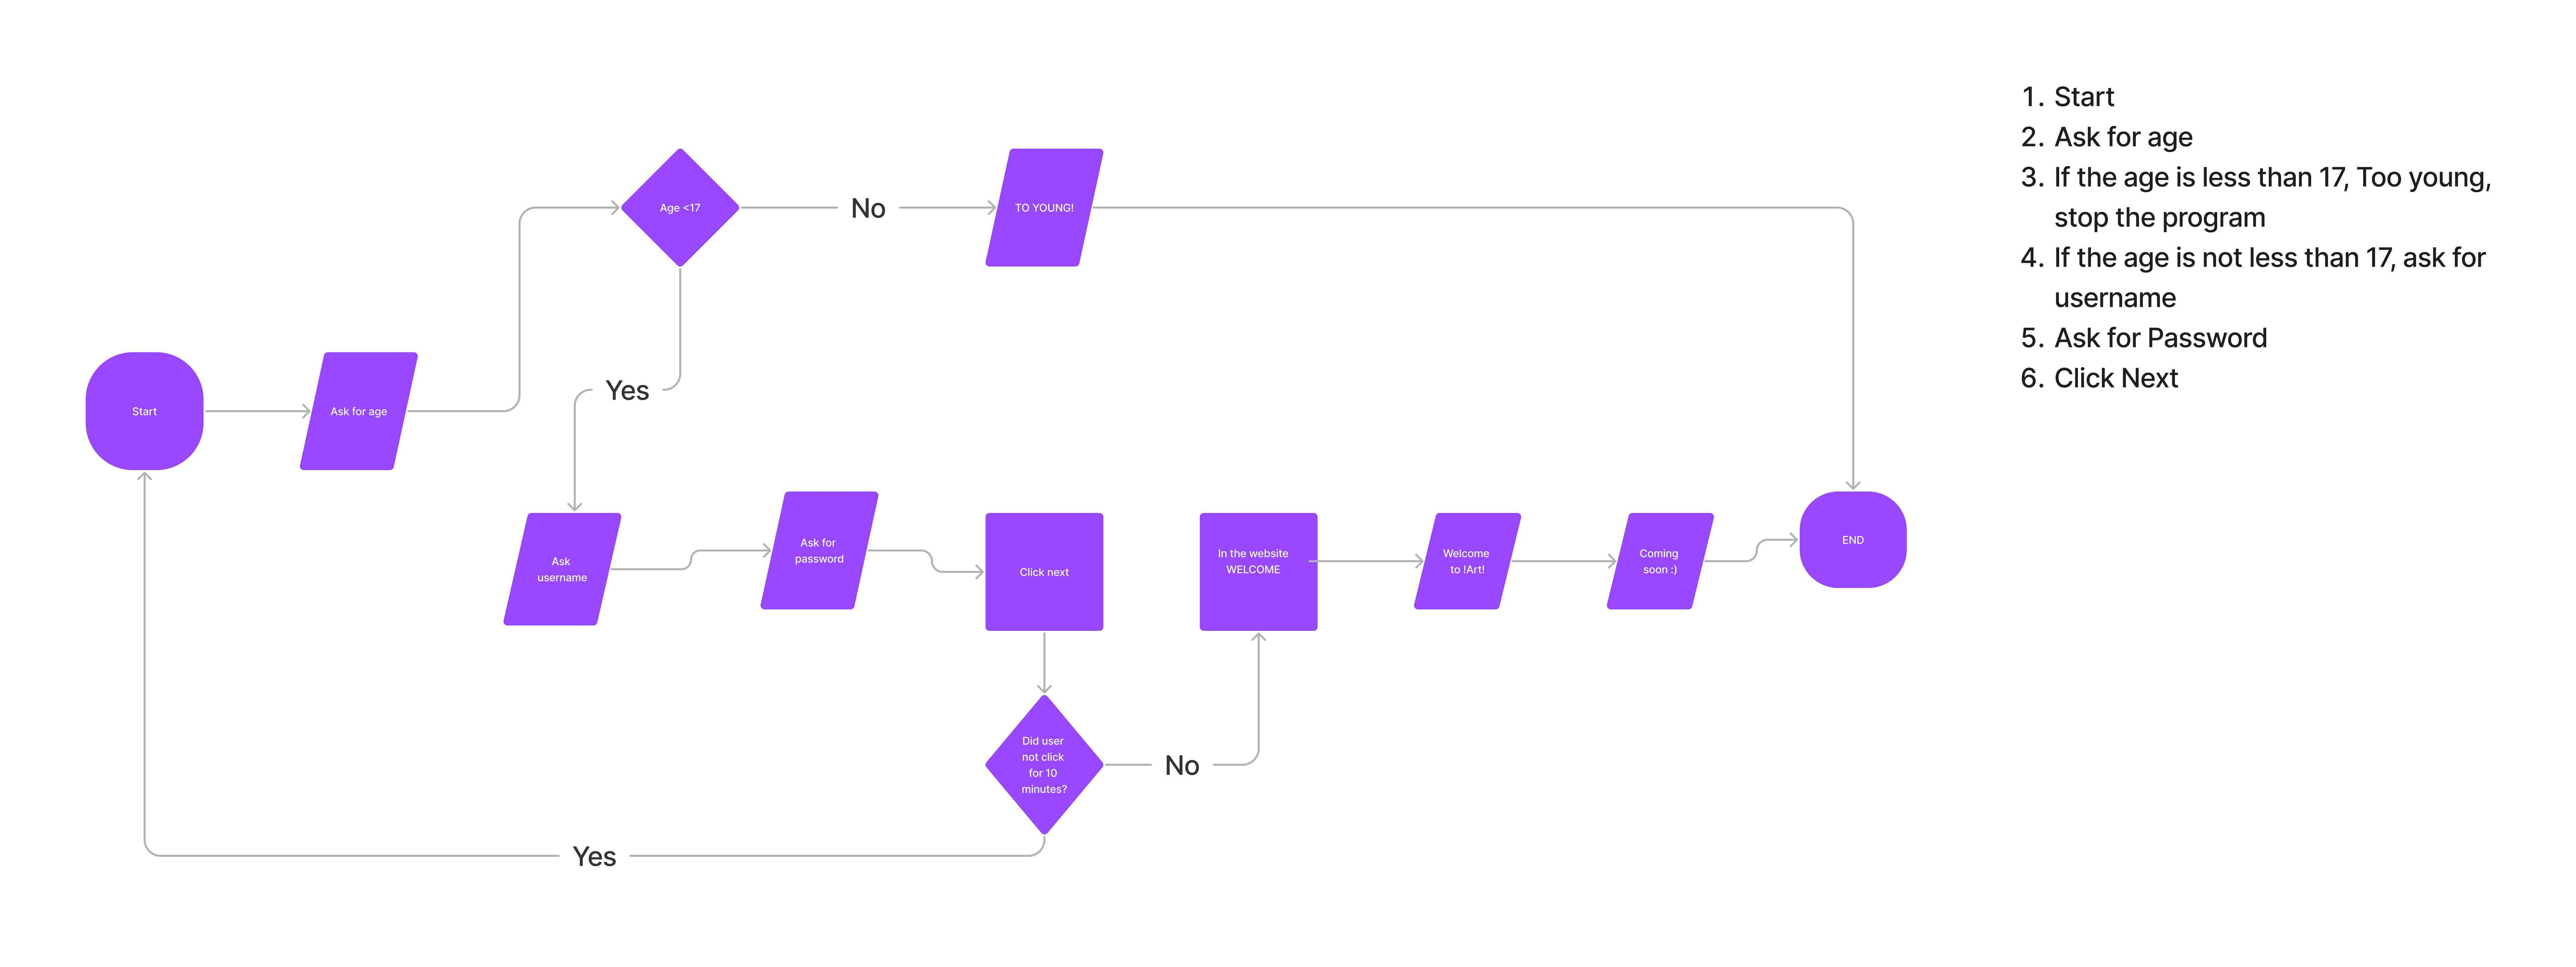 Start
Ask for age
Age <17
No
TO YOUNG!
Yes
Ask
username
Ask for
password
Click next
Did user
not click
for 10
minutes?
No
Yes
In the website
WELCOME
Welcome
to !Art!
Coming
soon :)
END
1. Start
2. Ask for age
3. If the age is less than 17, Too young,
stop the program
4. If the age is not less than 17, ask for
username
5. Ask for Password
6. Click Next